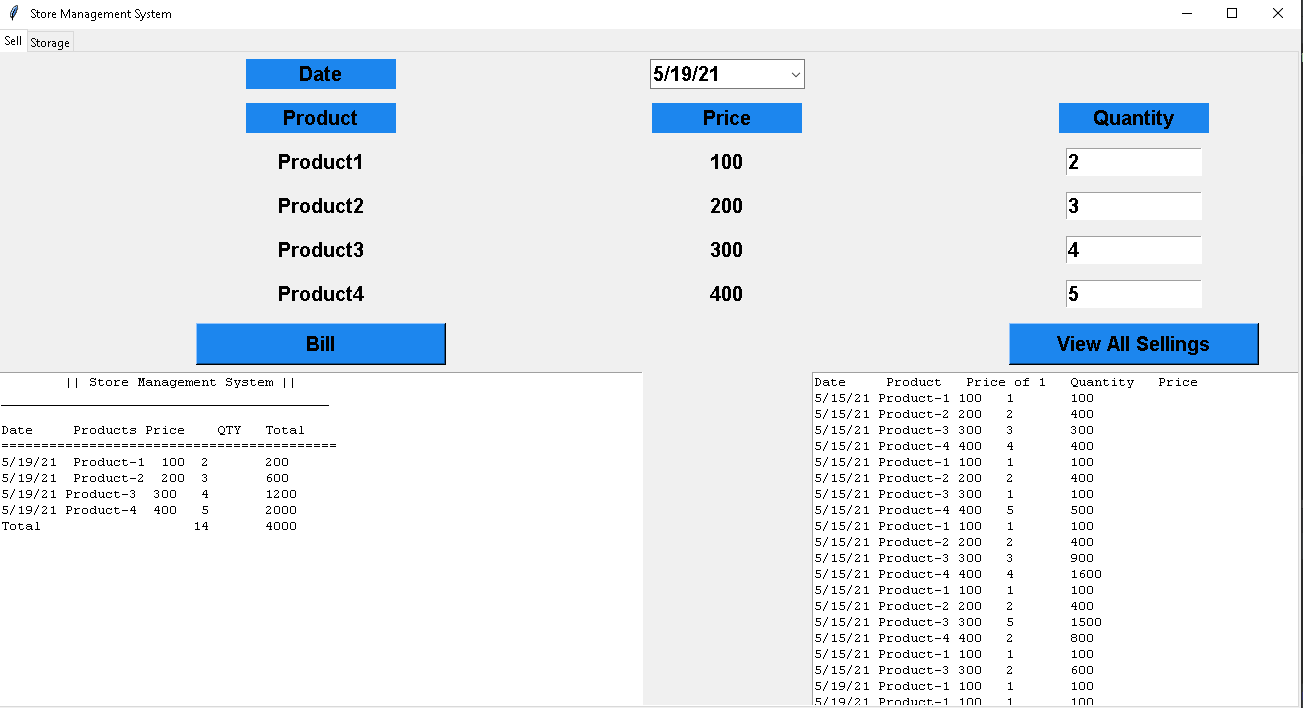 Store Management System
Sell Storage
Date 5/19/21
Product Price Quantity
Product1 100 2
Product2 200 3
Product3 300 4
Product4 400 5
Bill View All Sellings
|| Store Management System ||
Date Products Price QTY Total
========================================== 
5/19/21 Product-1 100 2 200
5/19/21 Product-2 200 3 600
5/19/21 Product-3 300 4 1200
5/19/21 Product-4 400 5 2000
Total 14 4000
Date Product Price of 1 Quantity Price
5/15/21 Product-1 100 1 100
5/15/21 Product-2 200 2 400
5/15/21 Product-3 300 3 300
5/15/21 Product-4 400 4 400
5/15/21 Product-1 100 1 100
5/15/21 Product-2 200 2 400
5/15/21 Product-3 300 1 100
5/15/21 Product-4 400 5 500
5/15/21 Product-1 100 1 100
5/15/21 Product-2 200 2 400
5/15/21 Product-3 300 3 900
5/15/21 Product-4 400 4 1600
5/15/21 Product-1 100 1 100
5/15/21 Product-2 200 2 400
5/15/21 Product-3 300 5 1500
5/15/21 Product-4 400 2 800
5/15/21 Product-1 100 1 100
5/15/21 Product-3 300 2 600
5/19/21 Product-1 100 1 100
5/19/21 Product-1 100 1 100